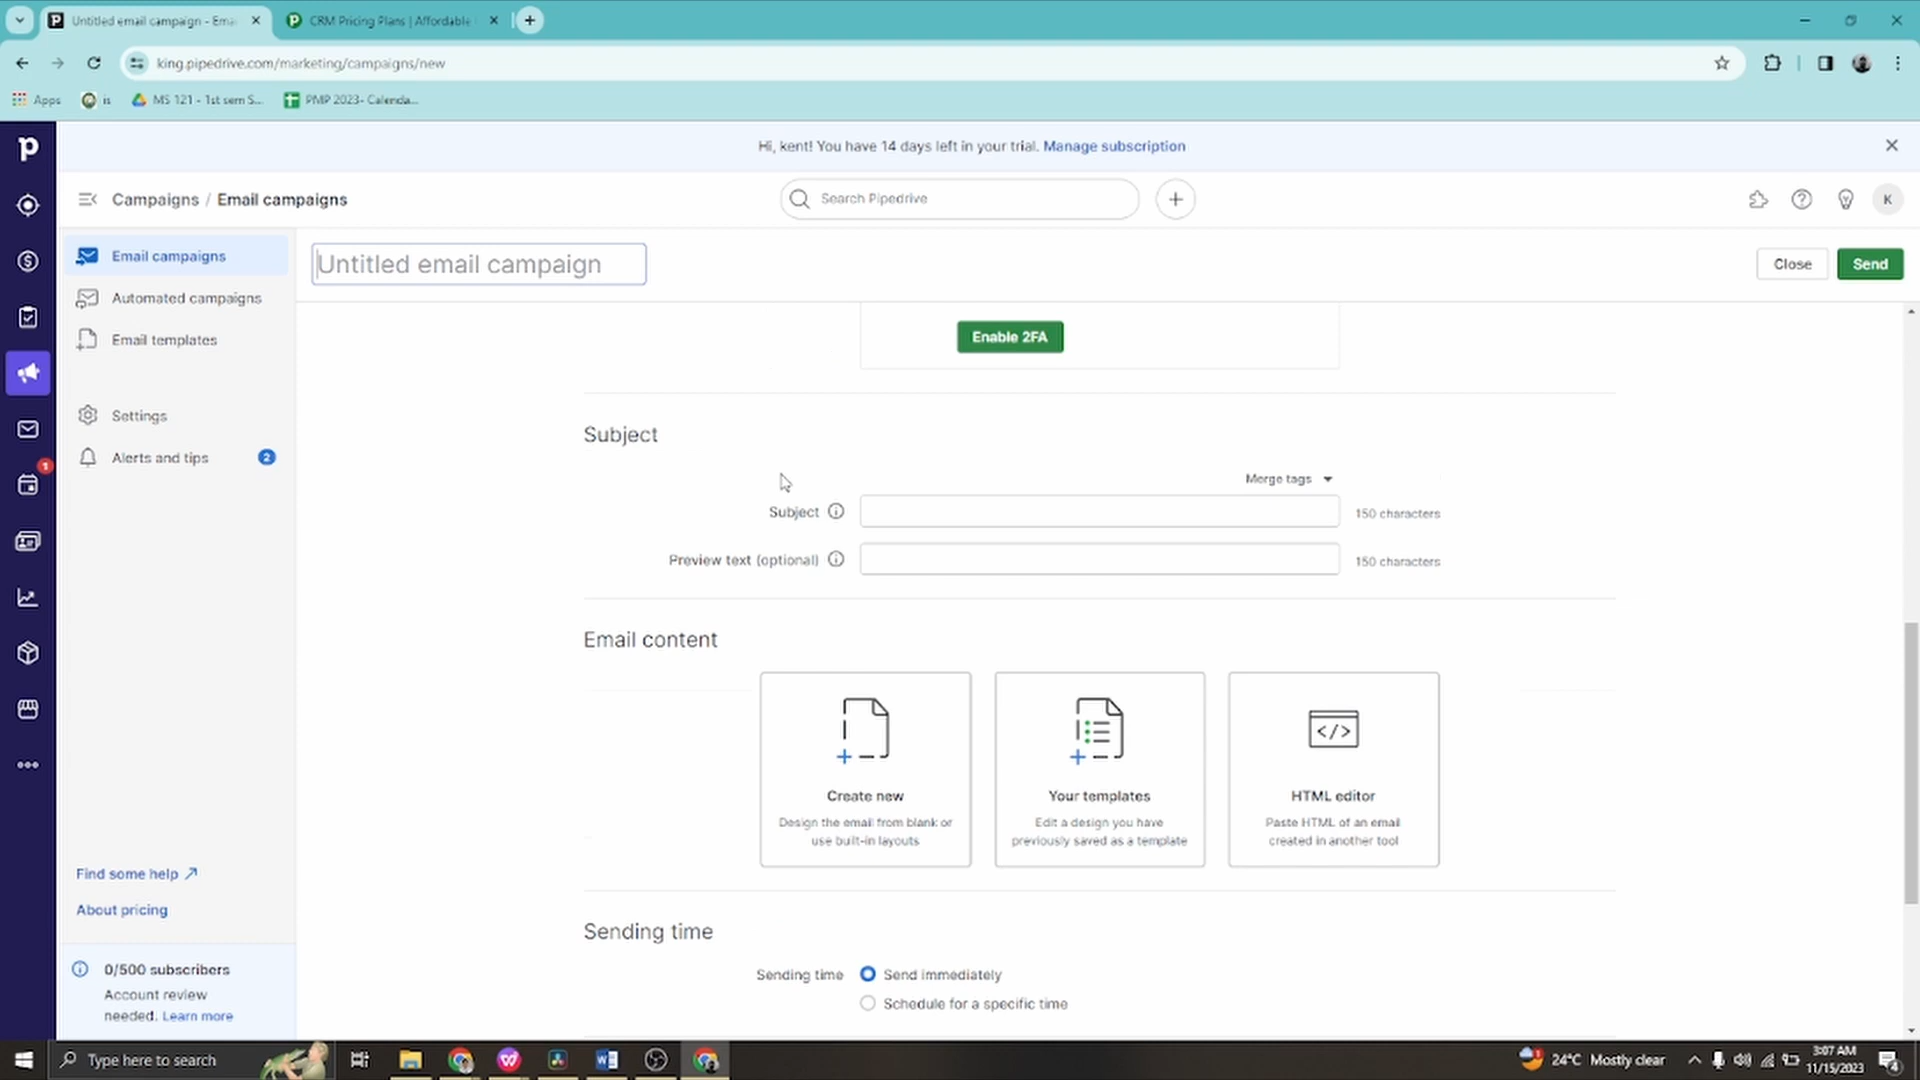 Untitled email campaign - Ema
CRM Pricing Plans | Affordable
king.pipedrive.com/marketing/campaigns/new
Apps
is
MS 121 - 1st sem S...
PMP 2023- Calenda...
Hi, kent! You have 14 days left in your trial. Manage subscription
Campaigns / Email campaigns
Search Pipedrive
K
Email campaigns
Automated campaigns
Email templates
Settings
Alerts and tips
2
1
Untitled email campaign
Close
Send
Enable 2FA
Subject
Merge tags
Subject
150 characters
Preview text (optional)
150 characters
Email content
Create new
Design the email from blank or
use built-in layouts
Your templates
Edit a design you have
previously saved as a template
HTML editor
Paste HTML of an email
created in another tool
Sending time
Sending time
Send immediately
Schedule for a specific time
Find some help
About pricing
0/500 subscribers
Account review
needed. Learn more
Type here to search
24°C Mostly clear
3:07 AM
11/15/2023
4